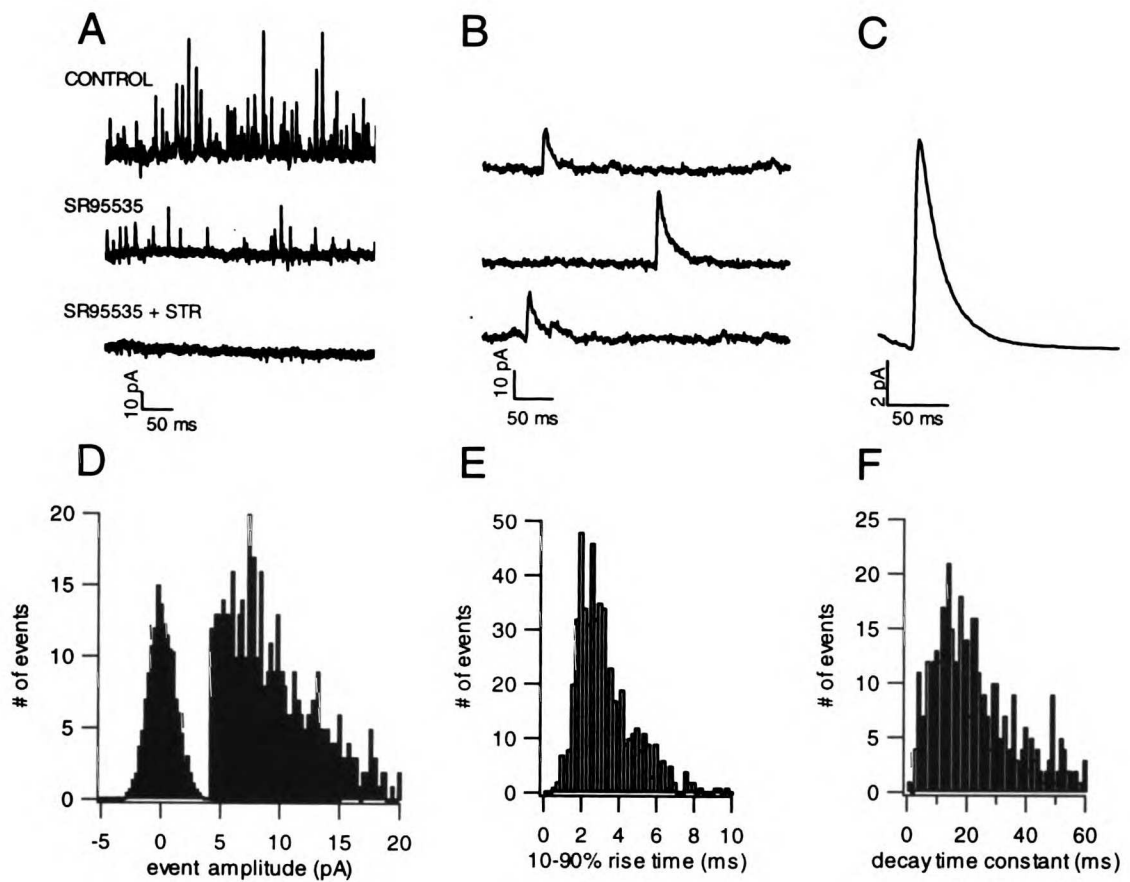 A
B
C
CONTROL
SR95535
SR95535 + STR
10 pA
50 ms
10 pA
50 ms
2 pA
50 ms
D
E
F
# of events
20
15
10
5
0
-5 0 5 10 15 20
event amplitude (pA)
# of events
50
40
30
20
10
0
0 2 4 6 8 10
10-90% rise time (ms)
# of events
25
20
15
10
5
0
0 20 40 60
decay time constant (ms)